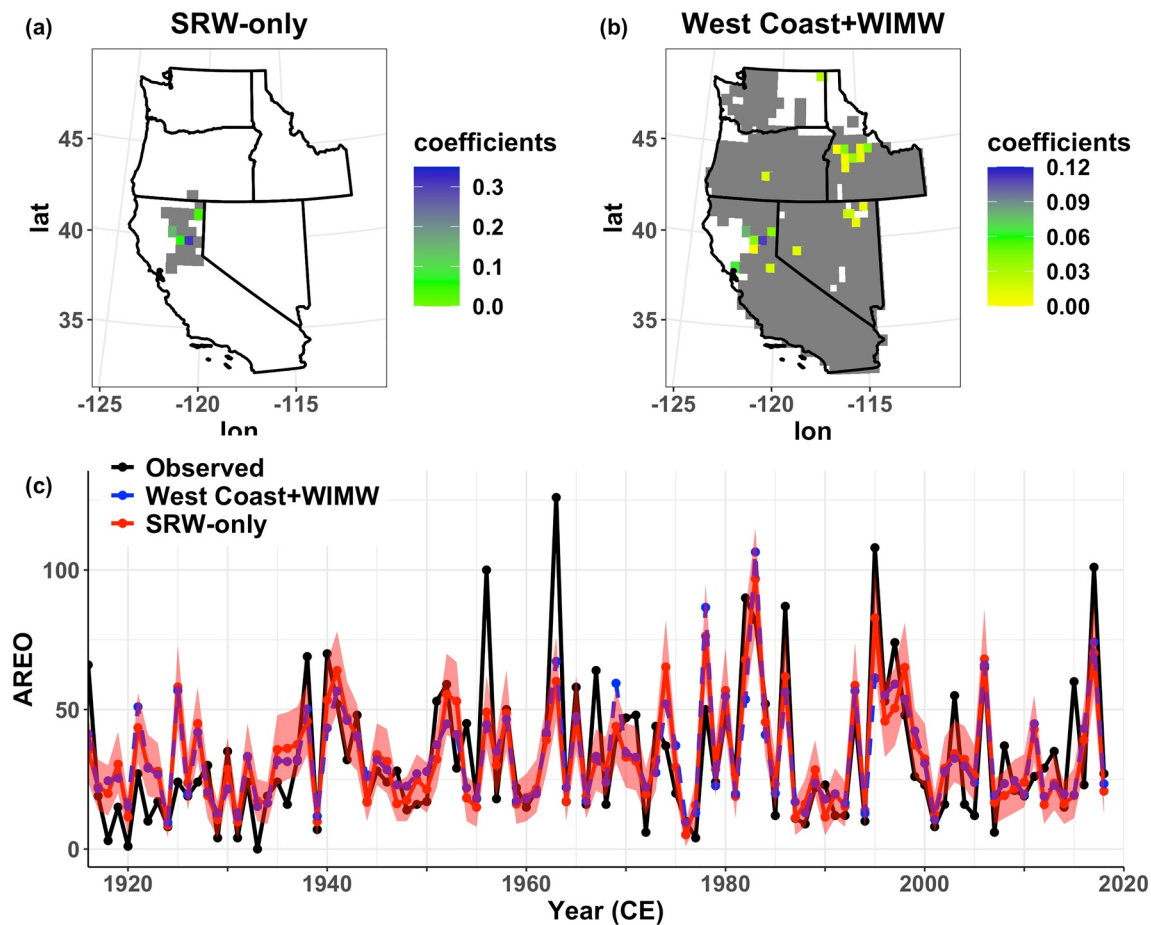 (a)
SRW-only
(b)
West Coast+WIMW
45
40
35
lat
-125
-120
-115
lon
coefficients
0.3
0.2
0.1
0.0
45
40
35
lat
-125
-120
-115
lon
coefficients
0.12
0.09
0.06
0.03
0.00
(c)
Observed
West Coast+WIMW
SRW-only
100
50
0
AREO
1920
1940
1960
1980
2000
2020
Year (CE)